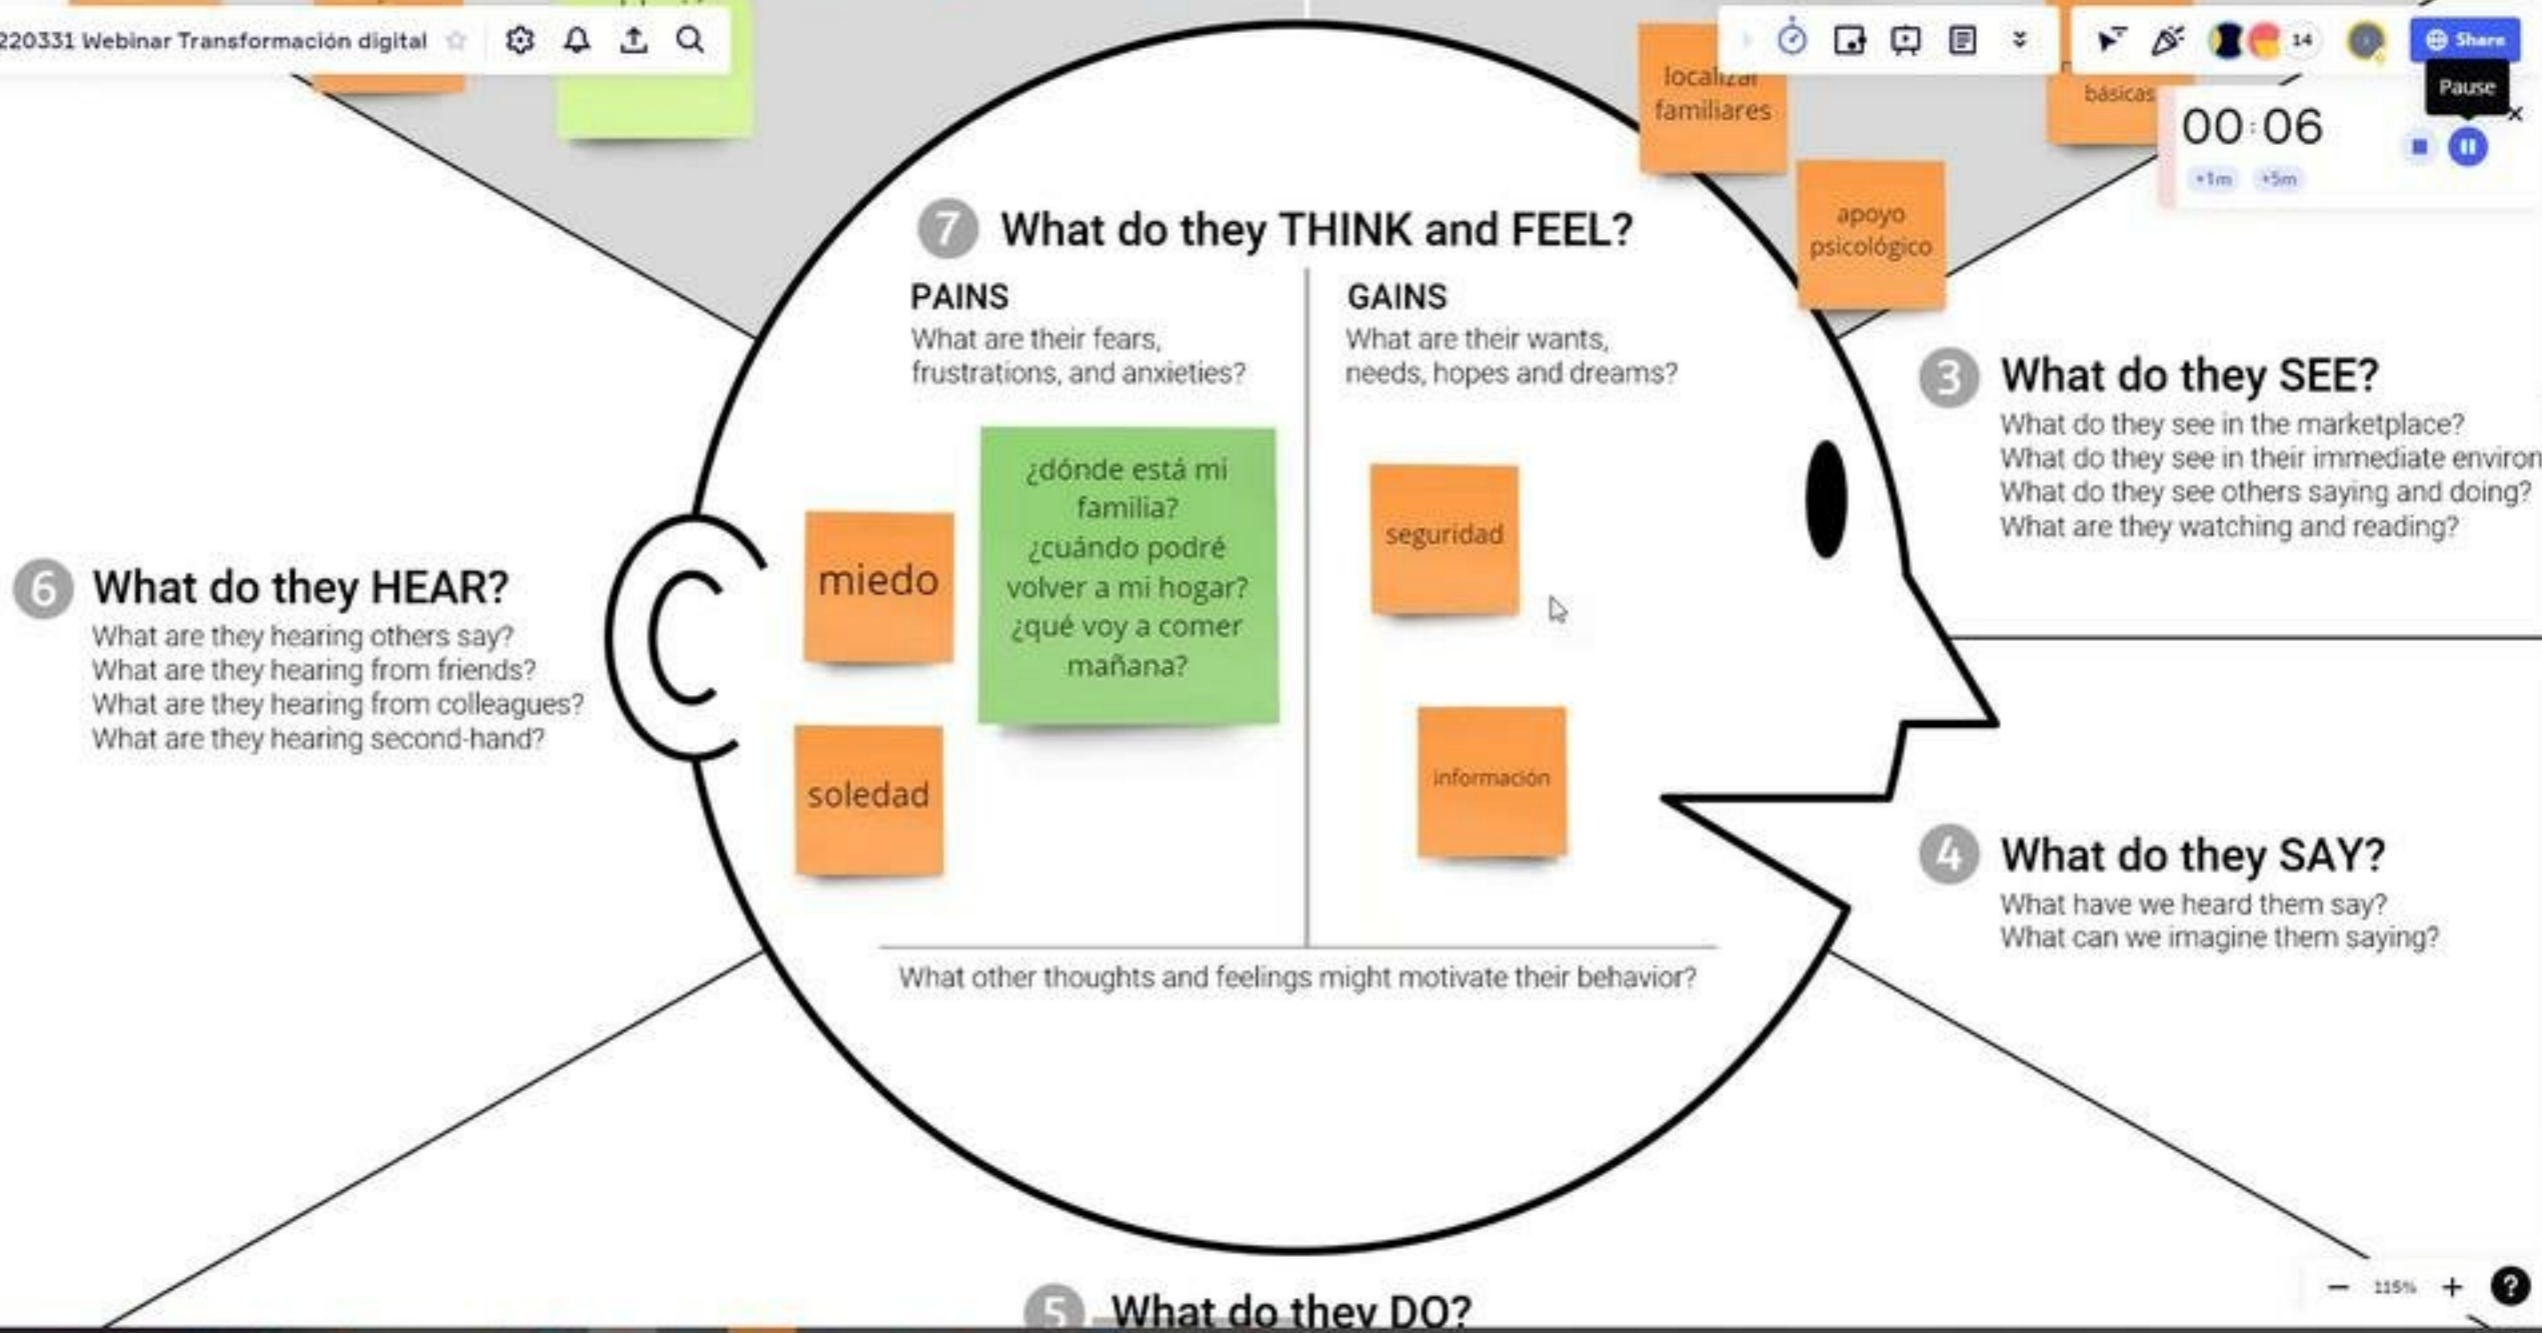 220331 Webinar Transformación digital
14
Share
Pause
00:06
+1m
+5m
localizar
familiares
básicas
apoyo
psicológico
7
What do they THINK and FEEL?
PAINS
What are their fears,
frustrations, and anxieties?
GAINS
What are their wants,
needs, hopes and dreams?
miedo
¿dónde está mi
familia?
¿cuándo podré
volver a mi hogar?
¿qué voy a comer
mañana?
soledad
seguridad
información
What other thoughts and feelings might motivate their behavior?
3
What do they SEE?
What do they see in the marketplace?
What do they see in their immediate environ
What do they see others saying and doing?
What are they watching and reading?
6
What do they HEAR?
What are they hearing others say?
What are they hearing from friends?
What are they hearing from colleagues?
What are they hearing second-hand?
4
What do they SAY?
What have we heard them say?
What can we imagine them saying?
5
What do they DO?
115%
?